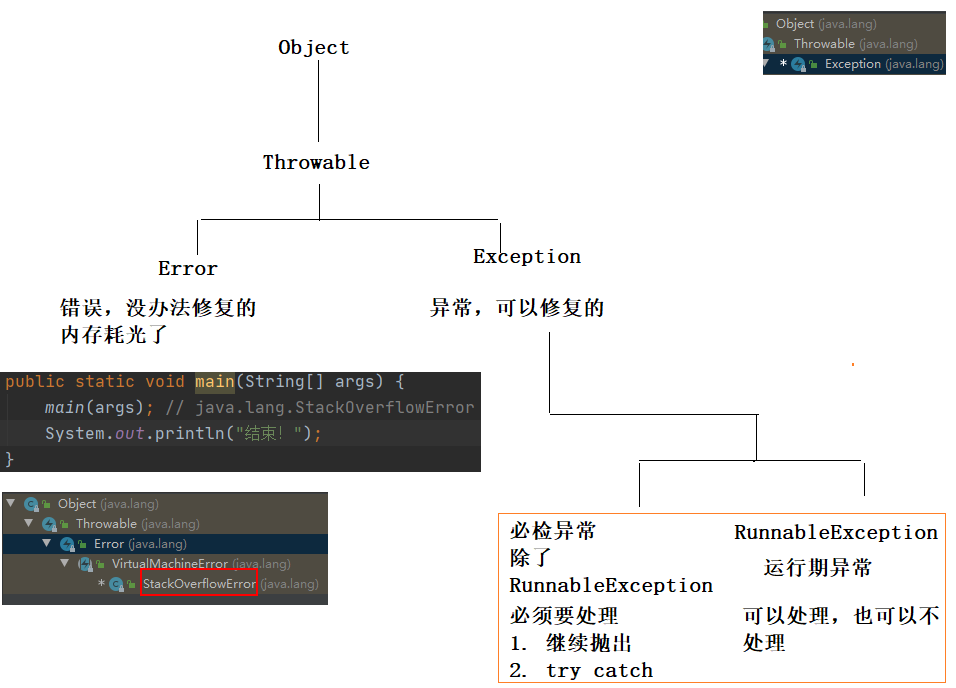 Object
Object (java.lang)
Throwable (java.lang)
* Exception (java.lang)
Throwable
Error
Exception
错误，没办法修复的
内存耗光了
异常，可以修复的
public static void main(String[] args) {
main(args); // java.lang.StackOverflowError
System.out.println("结束！");
}
Object (java.lang)
Throwable (java.lang)
Error (java.lang)
VirtualMachineError (java.lang)
* StackOverflowError (java.lang)
必检异常
除了
RunnableException
必须要处理
1. 继续抛出
2. try catch
RunnableException
运行期异常
可以处理，也可以不
处理